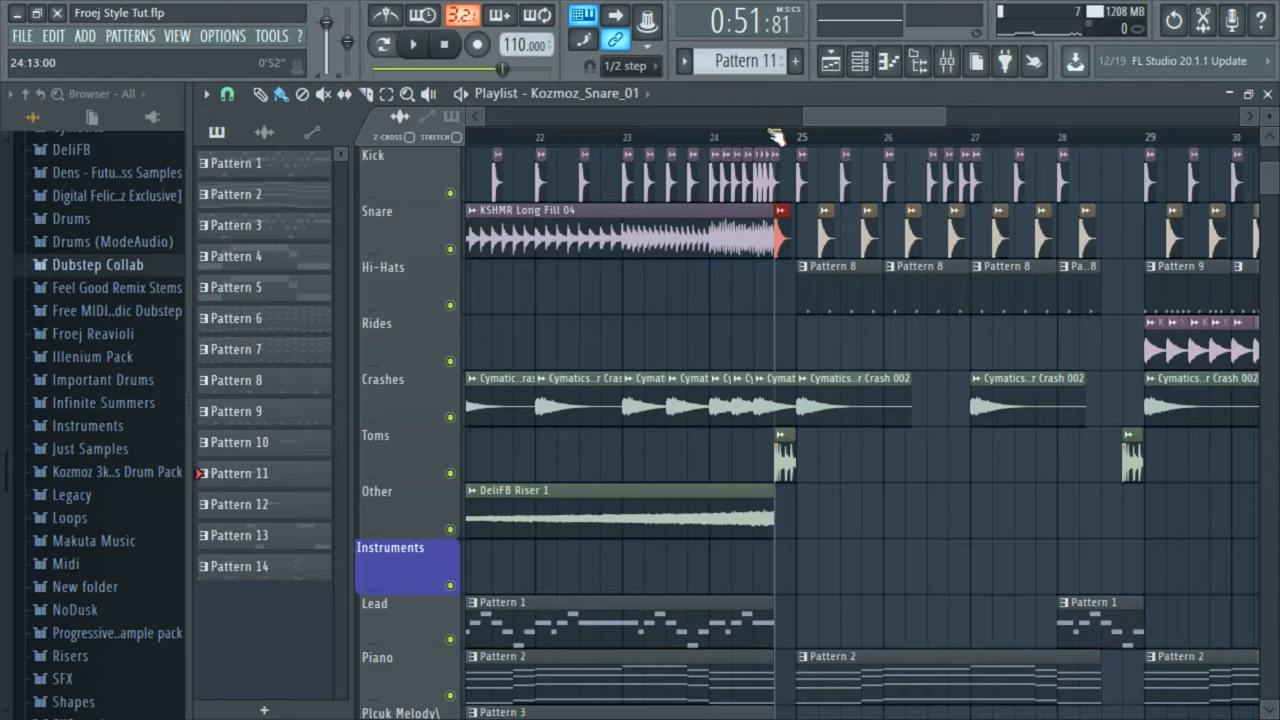 Froej Style Tut.flp
FILE EDIT ADD PATTERNS VIEW OPTIONS TOOLS ?
24:13:00 0'52"
3.2.
110.000
1/2 step
M:S:CS
0:51:81
Pattern 11
7 1208 MB
0
12/19 FL Studio 20.1.1 Update
Browser - All
Playlist - Kozmoz_Snare_01
DeliFB
Dens - Futu..ss Samples
Digital Felic..z Exclusive]
Drums
Drums (ModeAudio)
Dubstep Collab
Feel Good Remix Stems
Free MIDI..dic Dubstep
Froej Reavioli
Illenium Pack
Important Drums
Infinite Summers
Instruments
Just Samples
Kozmoz 3k..s Drum Pack
Legacy
Loops
Makuta Music
Midi
New folder
NoDusk
Progressive..ample pack
Risers
SFX
Shapes
Pattern 1
Pattern 2
Pattern 3
Pattern 4
Pattern 5
Pattern 6
Pattern 7
Pattern 8
Pattern 9
Pattern 10
Pattern 11
Pattern 12
Pattern 13
Pattern 14
Z-CROSS STRETCH
22 23 24 25 26 27 28 29 30
Kick
Snare
KSHMR Long Fill 04
Hi-Hats
Pattern 8 Pattern 8 Pattern 8 Pa..8 Pattern 9
Rides
Crashes
Cymatic..ras Cymatics..r Crash 002 Cymatics..r Crash 002 Cymatics..r Crash 002
Toms
Other
DeliFB Riser 1
Instruments
Lead
Pattern 1 Pattern 1
Piano
Pattern 2 Pattern 2 Pattern 2
Plcuk Melody\
Pattern 3